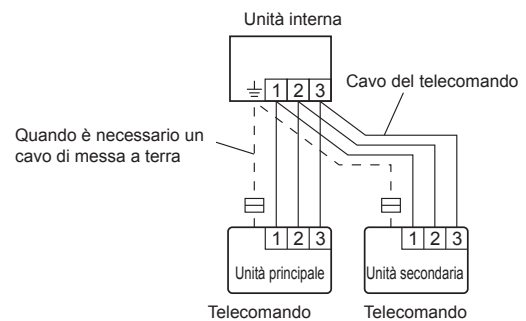 Unità interna
1 2 3
Cavo del telecomando
Quando è necessario un
cavo di messa a terra
1 2 3
Unità principale
Telecomando
1 2 3
Unità secondaria
Telecomando